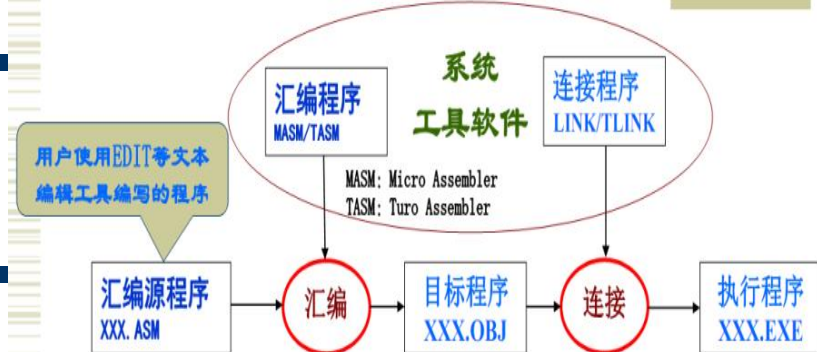 系统
工具软件
汇编程序
MASM/TASM
连接程序
LINK/TLINK
用户使用EDIT等文本
编辑工具编写的程序
MASM: Micro Assembler
TASM: Turo Assembler
汇编源程序
XXX. ASM
汇编
目标程序
XXX.OBJ
连接
执行程序
XXX.EXE